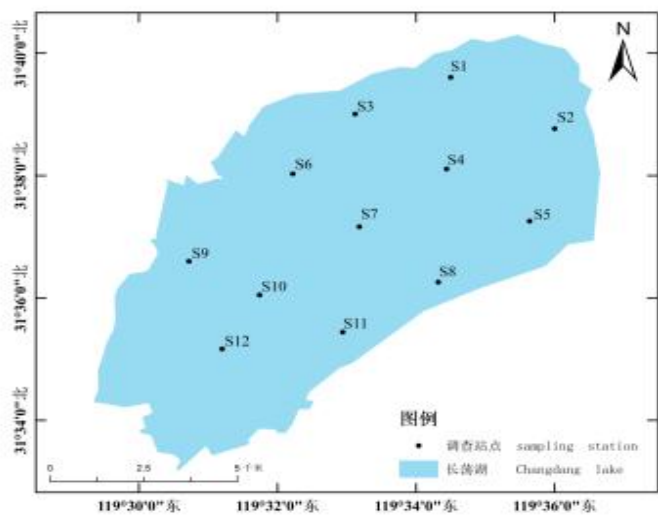 N
31°40′0″北
31°38′0″北
31°36′0″北
31°34′0″北
S1
S2
S3
S4
S5
S6
S7
S8
S9
S10
S11
S12
图例
调查站点 sampling station
长荡湖 Changdang lake
0 2.5 5 千米
119°30′0″东 119°32′0″东 119°34′0″东 119°36′0″东